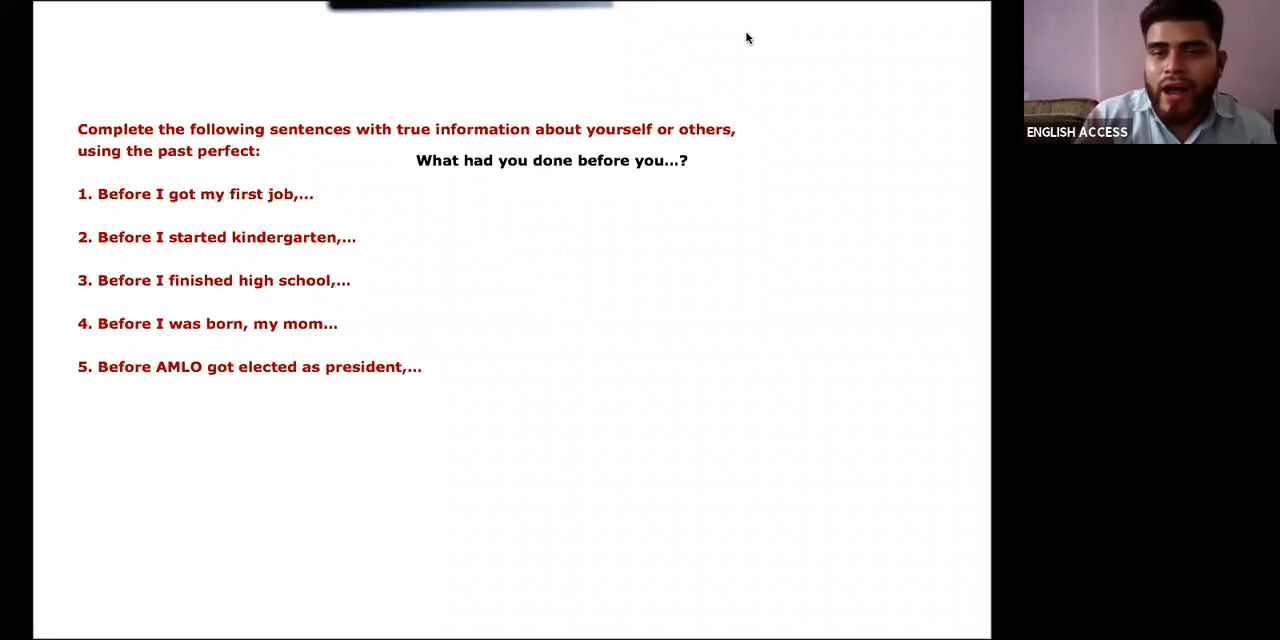 Complete the following sentences with true information about yourself or others,
using the past perfect:
What had you done before you...?
1. Before I got my first job,...
2. Before I started kindergarten,...
3. Before I finished high school,...
4. Before I was born, my mom...
5. Before AMLO got elected as president,...
ENGLISH ACCESS